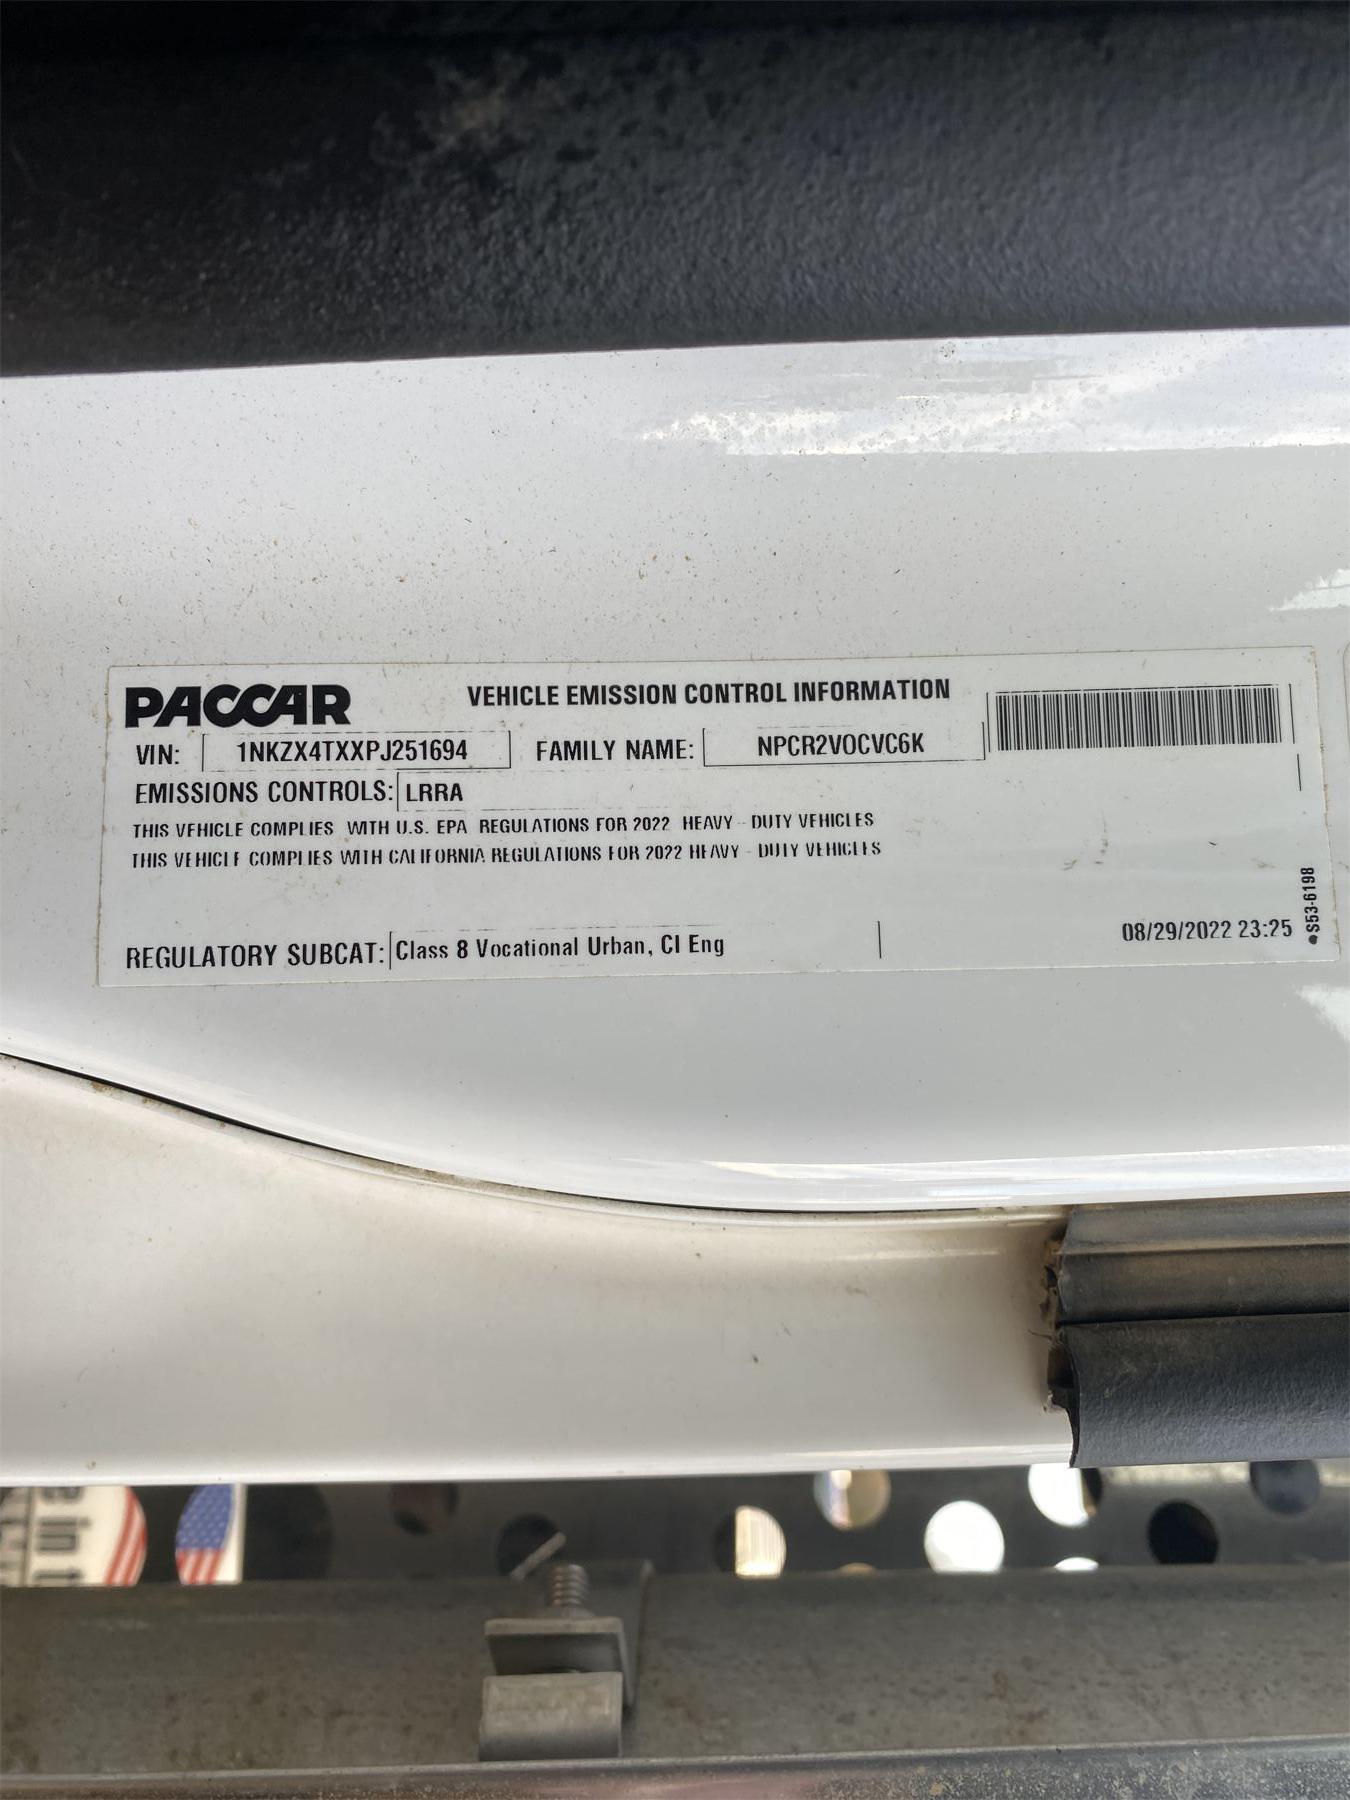 PACCAR
VEHICLE EMISSION CONTROL INFORMATION
VIN: 1NKZX4TXXPJ251694 FAMILY NAME: NPCR2VOCVC6K
EMISSIONS CONTROLS: LRRA
THIS VEHICLE COMPLIES WITH U.S. EPA REGULATIONS FOR 2022 HEAVY - DUTY VEHICLES
THIS VEHICLE COMPLIES WITH CALIFORNIA REGULATIONS FOR 2022 HEAVY - DUTY VEHICLES
REGULATORY SUBCAT: Class 8 Vocational Urban, CI Eng
08/29/2022 23:25
S53-6198
in